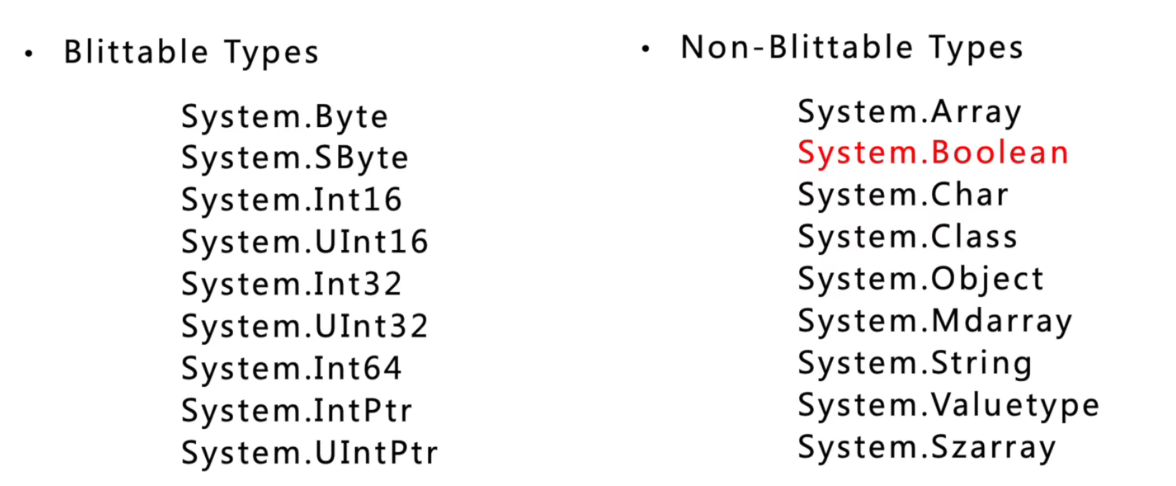 • Blittable Types
System.Byte
System.SByte
System.Int16
System.UInt16
System.Int32
System.UInt32
System.Int64
System.IntPtr
System.UIntPtr
• Non-Blittable Types
System.Array
System.Boolean
System.Char
System.Class
System.Object
System.Mdarray
System.String
System.Valuetype
System.Szarray